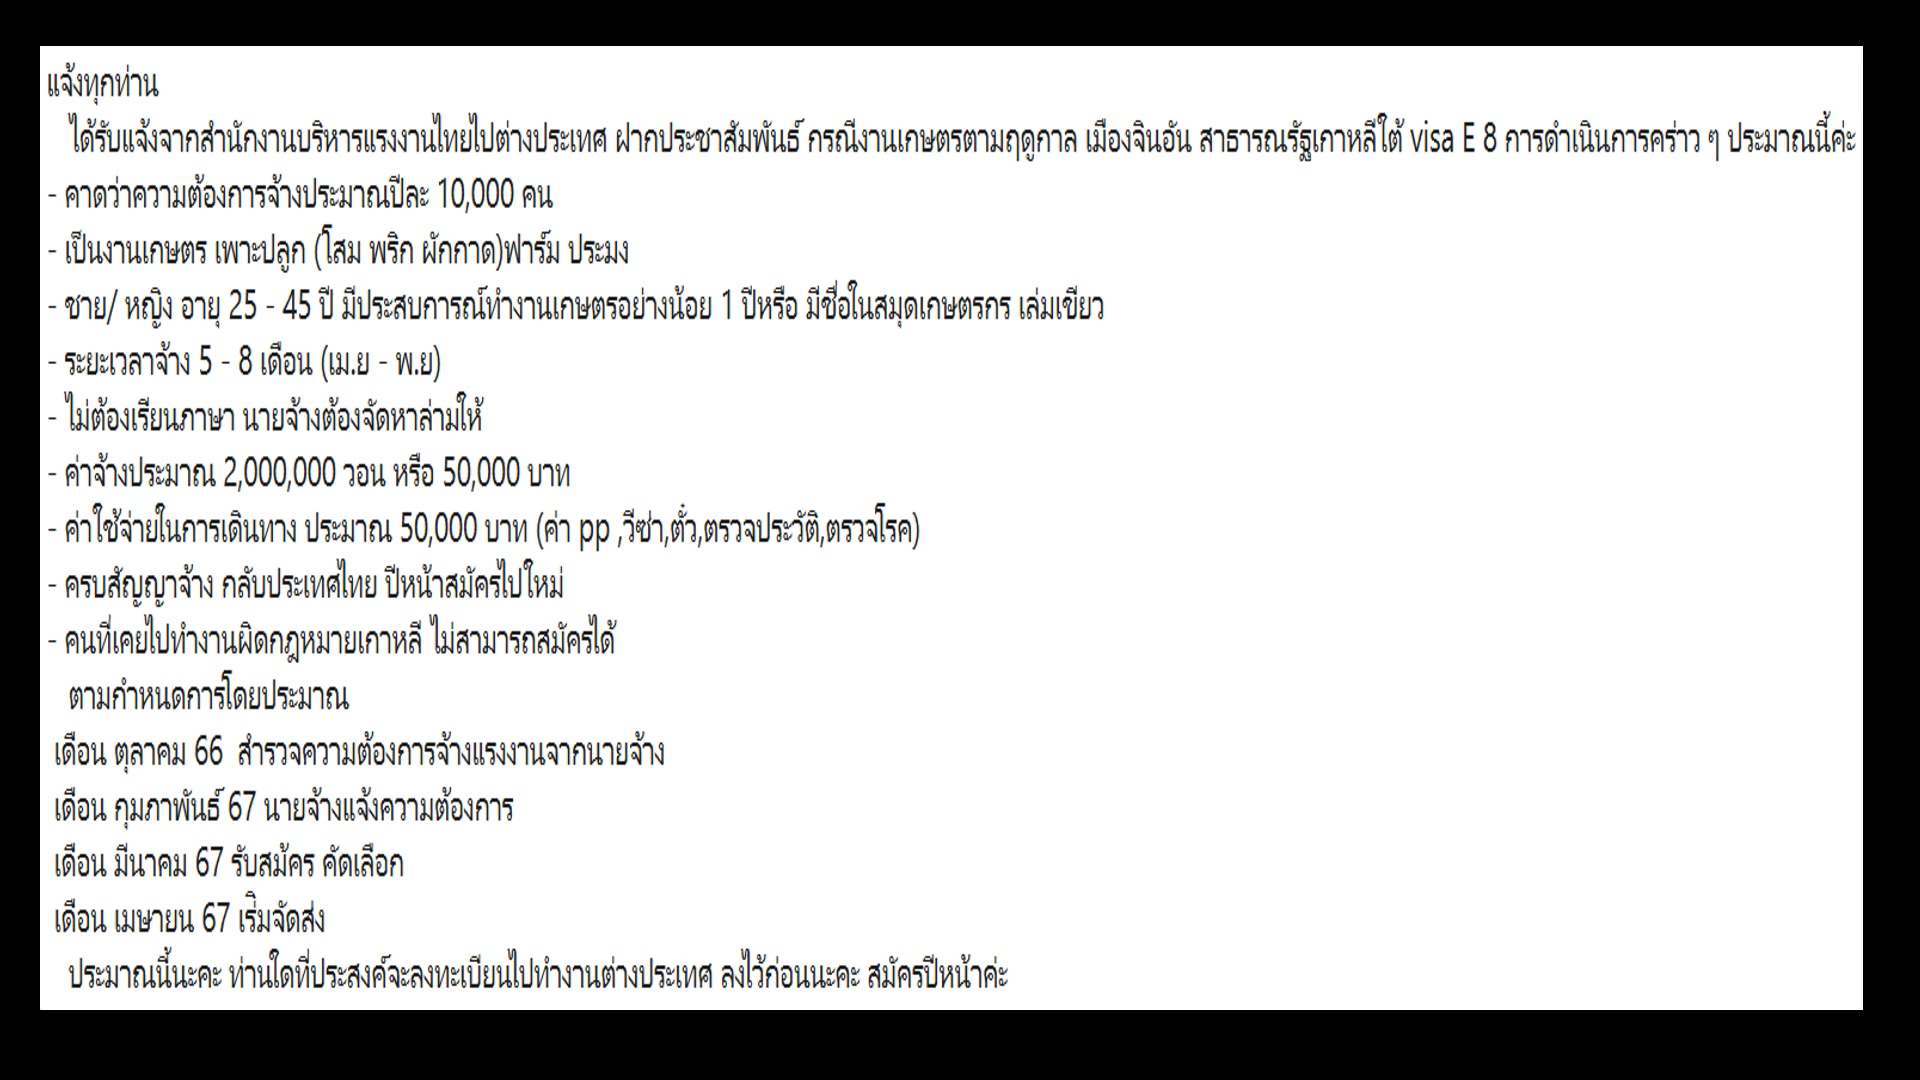 แจ้งทุกท่าน
ได้รับแจ้งจากสำนักงานบริหารแรงงานไทยไปต่างประเทศ ฝากประชาสัมพันธ์ กรณีงานเกษตรตามฤดูกาล เมืองจินอัน สาธารณรัฐเกาหลีใต้ visa E 8 การดำเนินการคร่าว ๆ ประมาณนี้ค่ะ
- คาดว่าความต้องการจ้างประมาณปีละ 10,000 คน
- เป็นงานเกษตร เพาะปลูก (โสม พริก ผักกาด)ฟาร์ม ประมง
- ชาย/ หญิง อายุ 25 - 45 ปี มีประสบการณ์ทำงานเกษตรอย่างน้อย 1 ปีหรือ มีชื่อในสมุดเกษตรกร เล่มเขียว
- ระยะเวลาจ้าง 5 - 8 เดือน (เม.ย - พ.ย)
- ไม่ต้องเรียนภาษา นายจ้างต้องจัดหาล่ามให้
- ค่าจ้างประมาณ 2,000,000 วอน หรือ 50,000 บาท
- ค่าใช้จ่ายในการเดินทาง ประมาณ 50,000 บาท (ค่า pp ,วีซ่า,ตั๋ว,ตรวจประวัติ,ตรวจโรค)
- ครบสัญญาจ้าง กลับประเทศไทย ปีหน้าสมัครไปใหม่
- คนที่เคยไปทำงานผิดกฎหมายเกาหลี ไม่สามารถสมัครได้
ตามกำหนดการโดยประมาณ
เดือน ตุลาคม 66  สำรวจความต้องการจ้างแรงงานจากนายจ้าง
เดือน กุมภาพันธ์ 67 นายจ้างแจ้งความต้องการ
เดือน มีนาคม 67 รับสมัคร คัดเลือก
เดือน เมษายน 67 เริ่มจัดส่ง
ประมาณนี้นะคะ ท่านใดที่ประสงค์จะลงทะเบียนไปทำงานต่างประเทศ ลงไว้ก่อนนะคะ สมัครปีหน้าค่ะ